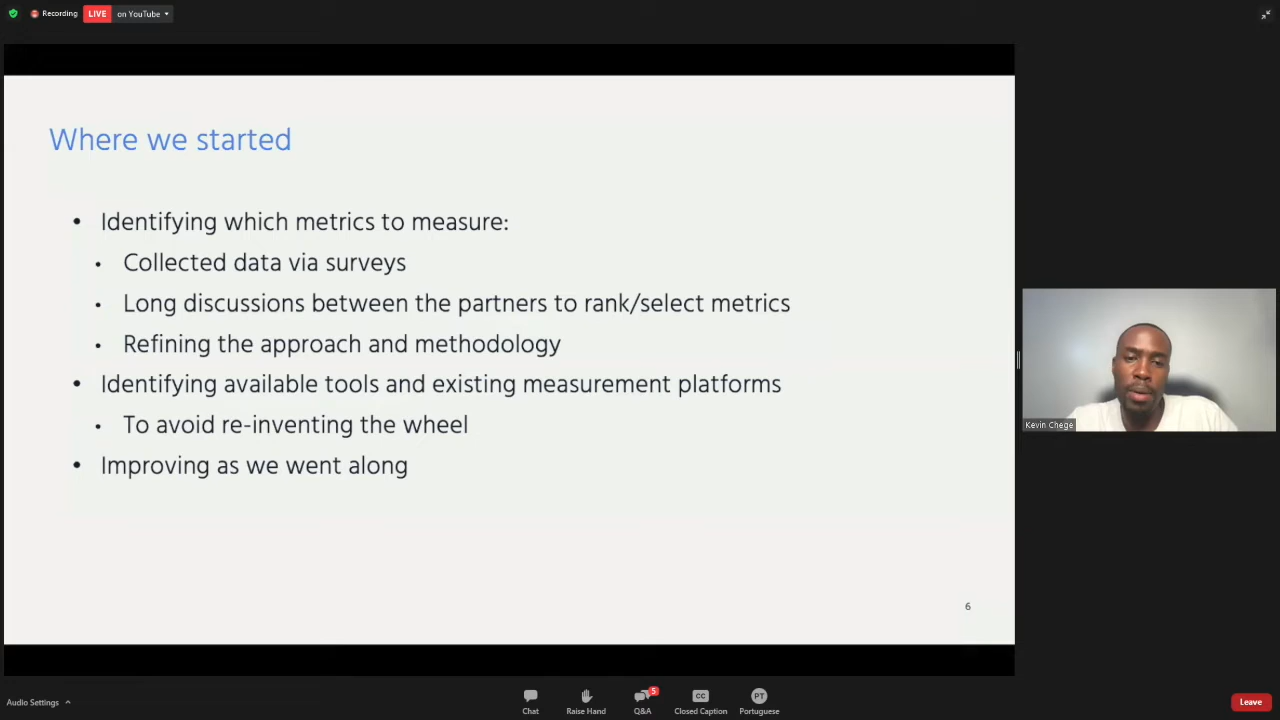 Recording
LIVE
on YouTube
Where we started
• Identifying which metrics to measure:
• Collected data via surveys
• Long discussions between the partners to rank/select metrics
• Refining the approach and methodology
• Identifying available tools and existing measurement platforms
• To avoid re-inventing the wheel
• Improving as we went along
6
Kevin Chege
Audio Settings
Chat
Raise Hand
5
Q&A
CC
Closed Caption
PT
Portuguese
Leave